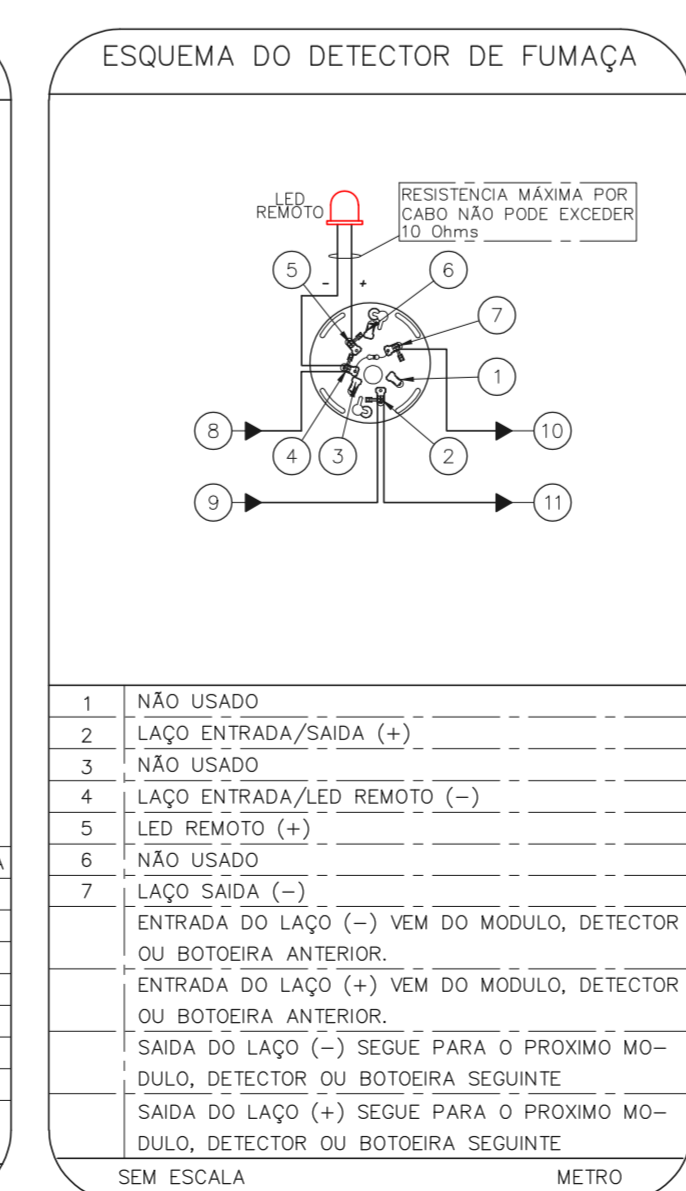 ESQUEMA DO DETECTOR DE FUMAÇA
LED
REMOTO
RESISTENCIA MÁXIMA POR
CABO NÃO PODE EXCEDER
10 Ohms
5
6
- +
7
1
8
4
3
2
10
9
11
1 NÃO USADO
2 LAÇO ENTRADA/SAIDA (+)
3 NÃO USADO
4 LAÇO ENTRADA/LED REMOTO (-)
5 LED REMOTO (+)
6 NÃO USADO
7 LAÇO SAIDA (-)
ENTRADA DO LAÇO (-) VEM DO MODULO, DETECTOR
OU BOTOEIRA ANTERIOR.
ENTRADA DO LAÇO (+) VEM DO MODULO, DETECTOR
OU BOTOEIRA ANTERIOR.
SAIDA DO LAÇO (-) SEGUE PARA O PROXIMO MO-
DULO, DETECTOR OU BOTOEIRA SEGUINTE
SAIDA DO LAÇO (+) SEGUE PARA O PROXIMO MO-
DULO, DETECTOR OU BOTOEIRA SEGUINTE
SEM ESCALA METRO
A